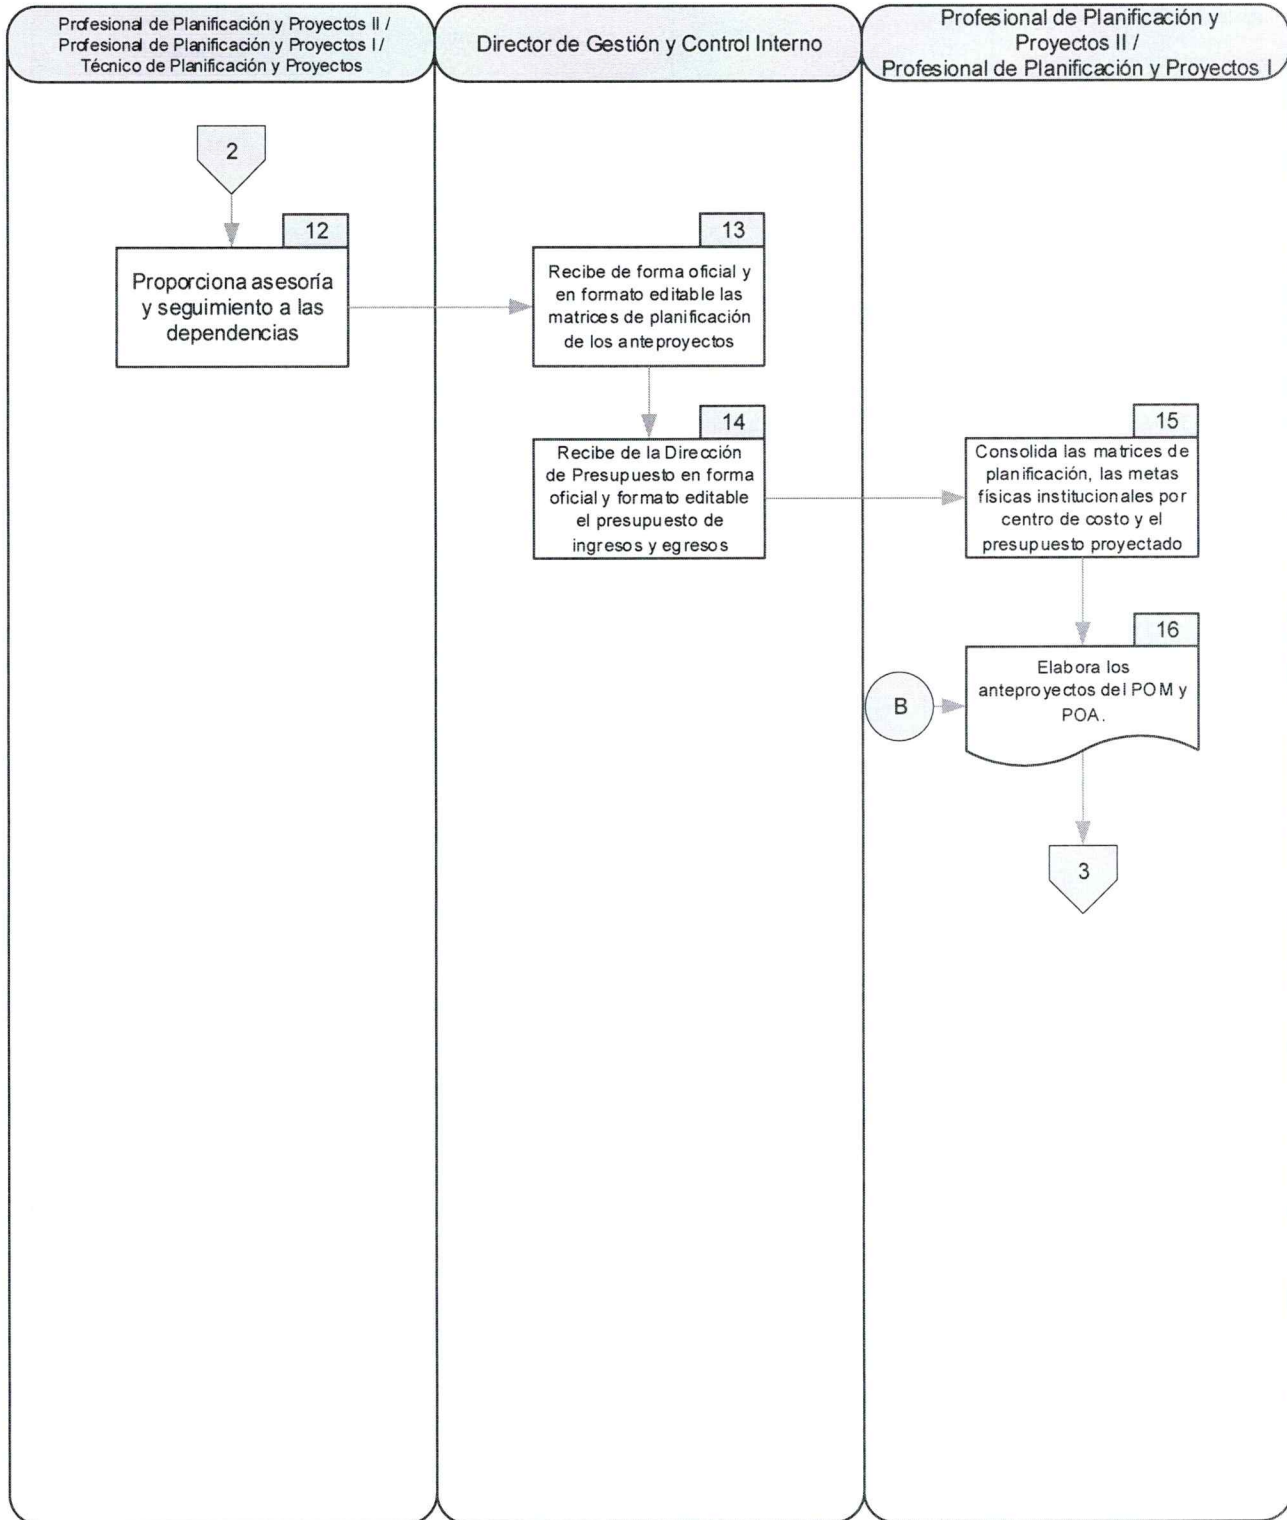 Profesional de Planificación y Proyectos II /
Profesional de Planificación y Proyectos I /
Técnico de Planificación y Proyectos
Director de Gestión y Control Interno
Profesional de Planificación y
Proyectos II /
Profesional de Planificación y Proyectos I
2
12
Proporciona asesoría
y seguimiento a las
dependencias
13
Recibe de forma oficial y
en formato editable las
matrices de planificación
de los anteproyectos
14
Recibe de la Dirección
de Presupuesto en forma
oficial y formato editable
el presupuesto de
ingresos y egresos
15
Consolida las matrices de
planificación, las metas
físicas institucionales por
centro de costo y el
presupuesto proyectado
16
Elabora los
anteproyectos del POM y
POA.
B
3